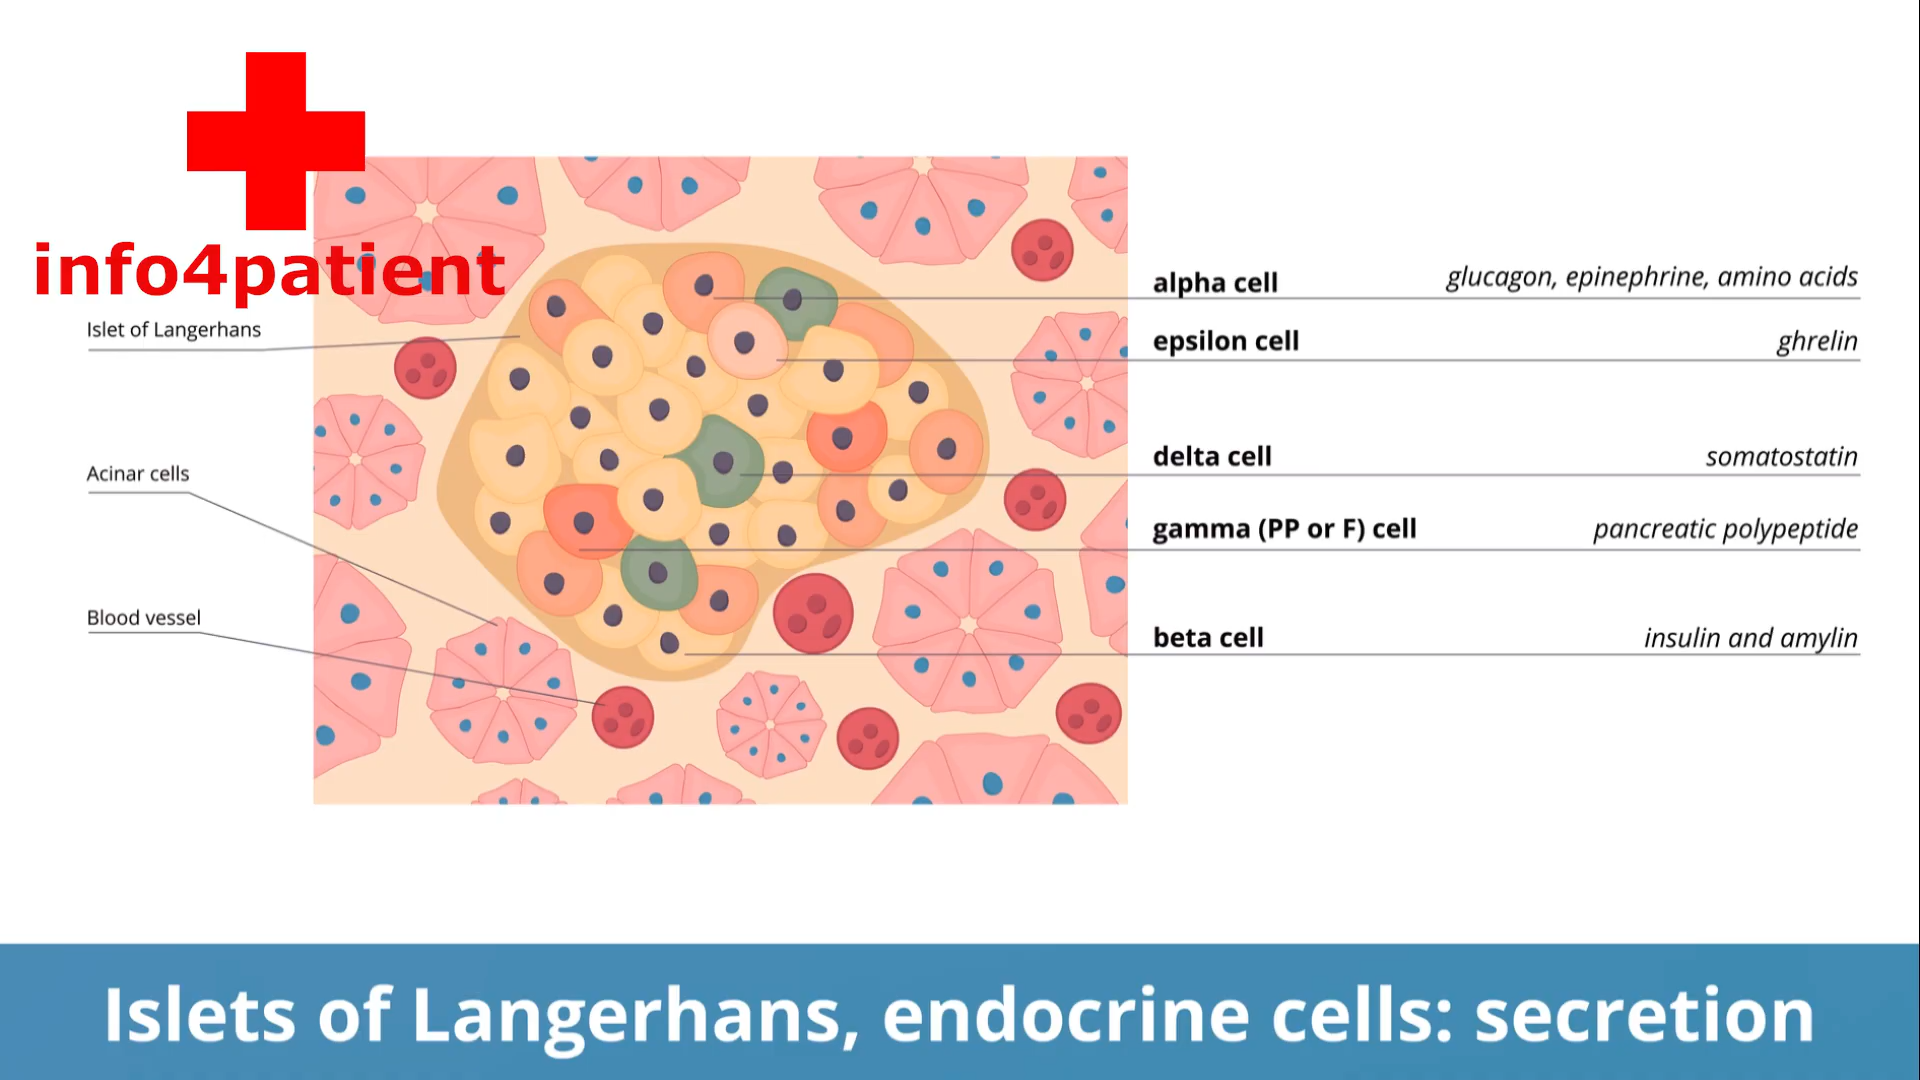 info4patient
Islet of Langerhans
Acinar cells
Blood vessel
alpha cell glucagon, epinephrine, amino acids
epsilon cell ghrelin
delta cell somatostatin
gamma (PP or F) cell pancreatic polypeptide
beta cell insulin and amylin
Islets of Langerhans, endocrine cells: secretion